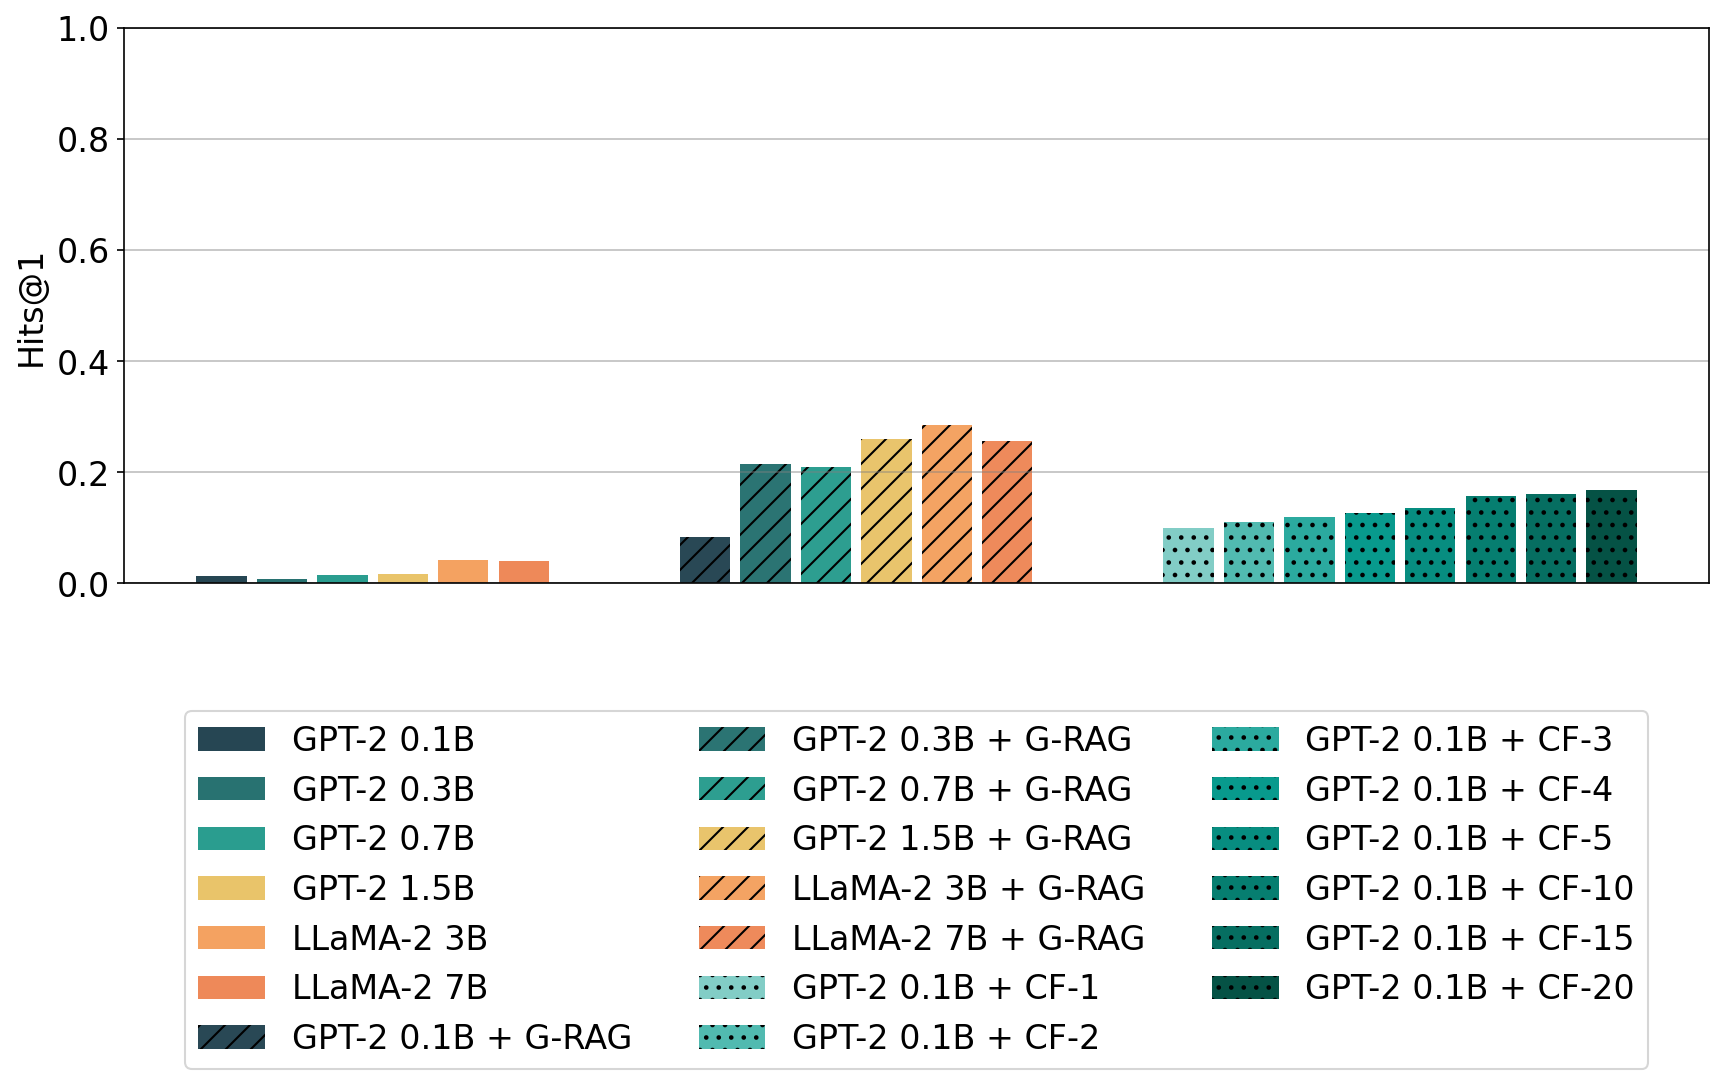 1.0
0.8
0.6
0.4
0.2
0.0
Hits@1
GPT-2 0.1B
GPT-2 0.3B
GPT-2 0.7B
GPT-2 1.5B
LLaMA-2 3B
LLaMA-2 7B
GPT-2 0.1B + G-RAG
GPT-2 0.3B + G-RAG
GPT-2 0.7B + G-RAG
GPT-2 1.5B + G-RAG
LLaMA-2 3B + G-RAG
LLaMA-2 7B + G-RAG
GPT-2 0.1B + CF-1
GPT-2 0.1B + CF-2
GPT-2 0.1B + CF-3
GPT-2 0.1B + CF-4
GPT-2 0.1B + CF-5
GPT-2 0.1B + CF-10
GPT-2 0.1B + CF-15
GPT-2 0.1B + CF-20